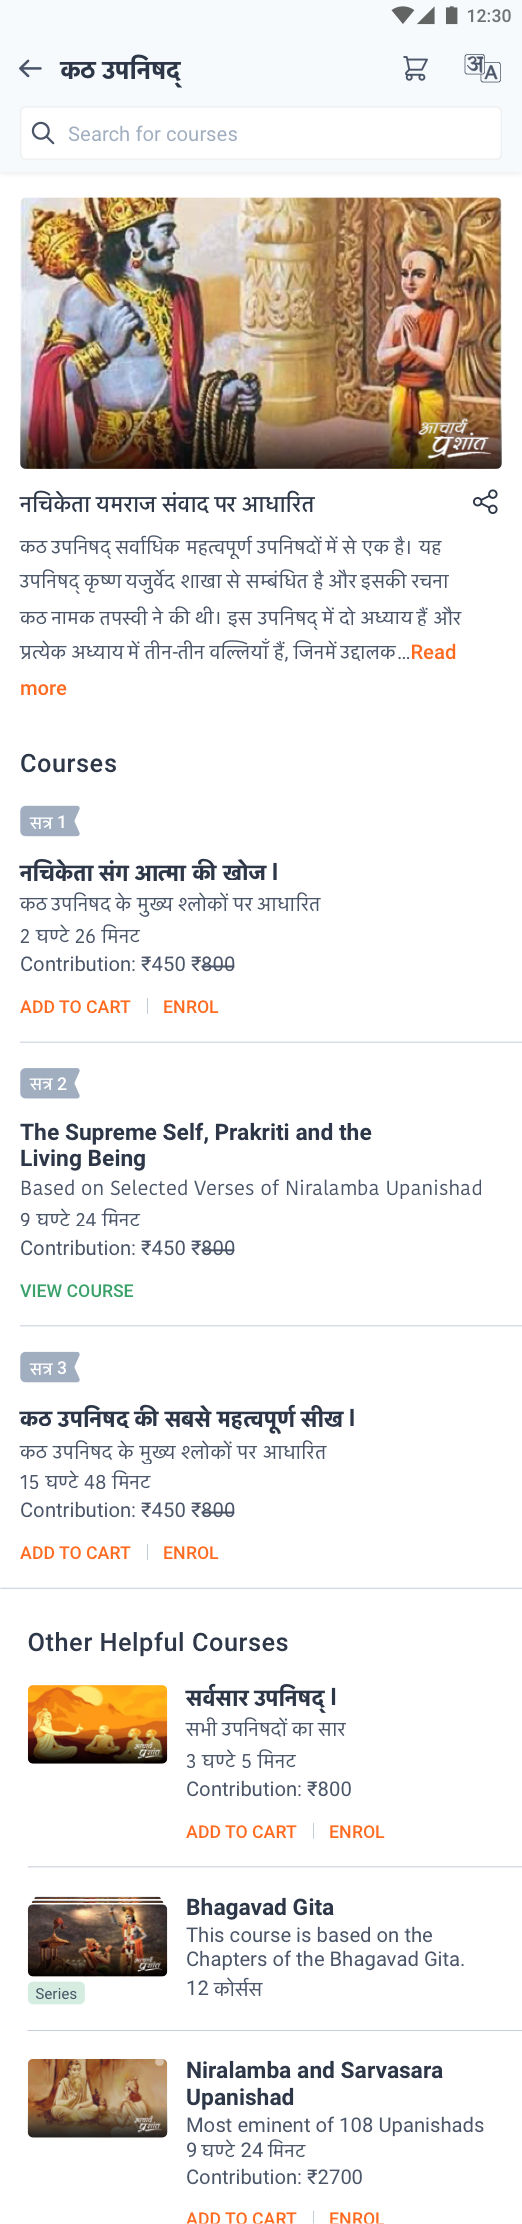 12:30
कठ उपनिषद्
अ A
Search for courses
आचार्य
प्रशांत
नचिकेता यमराज संवाद पर आधारित
कठ उपनिषद् सर्वाधिक महत्वपूर्ण उपनिषदों में से एक है। यह
उपनिषद् कृष्ण यजुर्वेद शाखा से सम्बंधित है और इसकी रचना
कठ नामक तपस्वी ने की थी। इस उपनिषद् में दो अध्याय हैं और
प्रत्येक अध्याय में तीन-तीन वल्लियाँ हैं, जिनमें उद्दालक...Read
more
Courses
सत्र 1
नचिकेता संग आत्मा की खोज।
कठ उपनिषद के मुख्य श्लोकों पर आधारित
2 घण्टे 26 मिनट
Contribution: ₹450 ₹800
ADD TO CART | ENROL
सत्र 2
The Supreme Self, Prakriti and the
Living Being
Based on Selected Verses of Niralamba Upanishad
9 घण्टे 24 मिनट
Contribution: ₹450 ₹800
VIEW COURSE
सत्र 3
कठ उपनिषद की सबसे महत्वपूर्ण सीख।
कठ उपनिषद के मुख्य श्लोकों पर आधारित
15 घण्टे 48 मिनट
Contribution: ₹450 ₹800
ADD TO CART | ENROL
Other Helpful Courses
आचार्य
प्रशांत
सर्वसार उपनिषद्।
सभी उपनिषदों का सार
3 घण्टे 5 मिनट
Contribution: ₹800
ADD TO CART | ENROL
आचार्य
प्रशांत
Series
Bhagavad Gita
This course is based on the
Chapters of the Bhagavad Gita.
12 कोर्सस
आचार्य
प्रशांत
Niralamba and Sarvasara
Upanishad
Most eminent of 108 Upanishads
9 घण्टे 24 मिनट
Contribution: ₹2700
ADD TO CART | ENROL